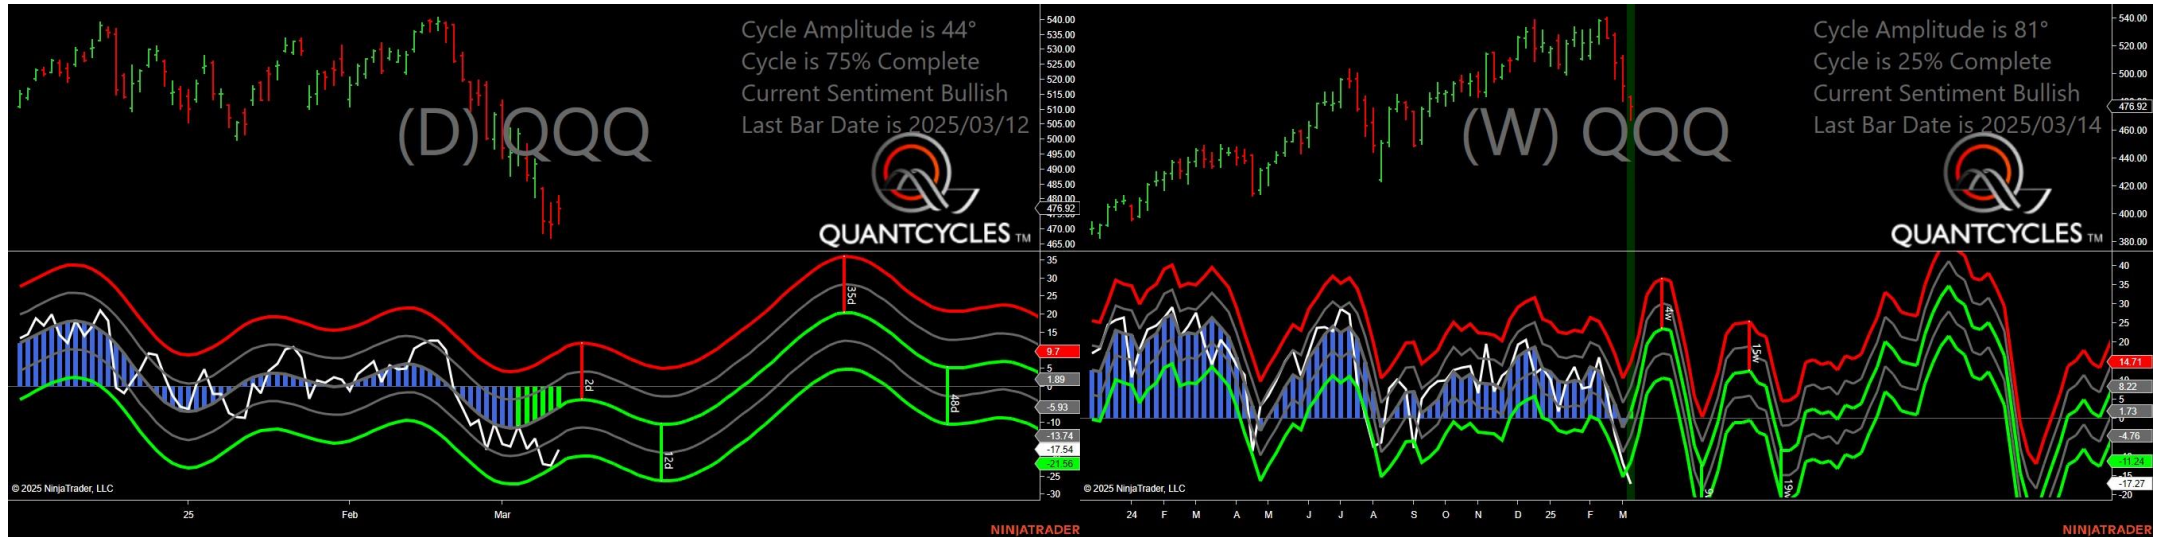 Cycle Amplitude is 44°
Cycle is 75% Complete
Current Sentiment Bullish
Last Bar Date is 2025/03/12
(D) QQQ
QUANTCYCLES TM
540.00
535.00
530.00
525.00
520.00
515.00
510.00
505.00
500.00
495.00
490.00
485.00
480.00
476.92
470.00
465.00
35
30
25
20
15
9.7
5
1.89
0
-5.93
-10
-13.74
-17.54
-21.56
-25
-30
35d
2d
48d
12d
© 2025 NinjaTrader, LLC
25
Feb
Mar
NINJATRADER
Cycle Amplitude is 81°
Cycle is 25% Complete
Current Sentiment Bullish
Last Bar Date is 2025/03/14
(W) QQQ
QUANTCYCLES TM
540.00
520.00
500.00
476.92
460.00
440.00
420.00
400.00
380.00
40
35
30
25
20
14.71
8.22
5
1.73
0
-4.76
-11.24
-15
-17.27
-20
4w
15w
19w
© 2025 NinjaTrader, LLC
24 F M A M J J A S O N D 25 F M
NINJATRADER